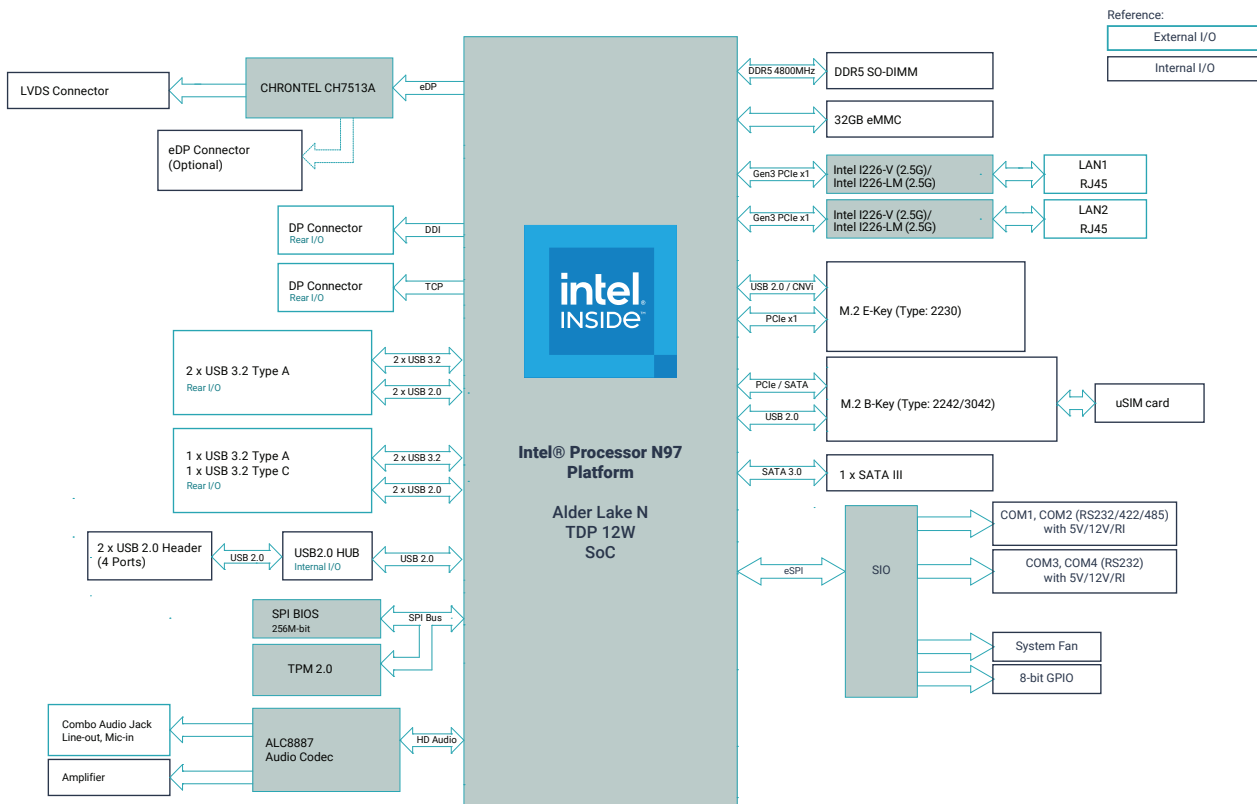 Reference:
External I/O
Internal I/O
LVDS Connector
CHRONTEL CH7513A
eDP
eDP Connector
(Optional)
DP Connector
Rear I/O
DDI
DP Connector
Rear I/O
TCP
2 x USB 3.2 Type A
Rear I/O
2 x USB 3.2
2 x USB 2.0
1 x USB 3.2 Type A
1 x USB 3.2 Type C
Rear I/O
2 x USB 3.2
2 x USB 2.0
2 x USB 2.0 Header
(4 Ports)
USB 2.0
USB2.0 HUB
Internal I/O
USB 2.0
SPI BIOS
256M-bit
SPI Bus
TPM 2.0
Combo Audio Jack
Line-out, Mic-in
Amplifier
ALC8887
Audio Codec
HD Audio
intel.
INSIDE™
Intel® Processor N97
Platform
Alder Lake N
TDP 12W
SoC
DDR5 4800MHz
DDR5 SO-DIMM
32GB eMMC
Gen3 PCIe x1
Intel I226-V (2.5G)/
Intel I226-LM (2.5G)
LAN1
RJ45
Gen3 PCIe x1
Intel I226-V (2.5G)/
Intel I226-LM (2.5G)
LAN2
RJ45
USB 2.0 / CNVi
PCIe x1
M.2 E-Key (Type: 2230)
PCIe / SATA
USB 2.0
M.2 B-Key (Type: 2242/3042)
uSIM card
SATA 3.0
1 x SATA III
eSPI
SIO
COM1, COM2 (RS232/422/485)
with 5V/12V/RI
COM3, COM4 (RS232)
with 5V/12V/RI
System Fan
8-bit GPIO